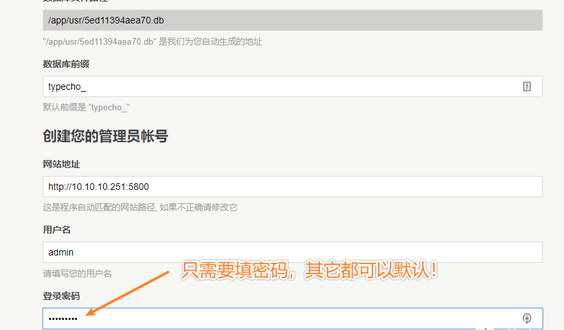 /app/usr/5ed11394aea70.db
"/app/usr/5ed11394aea70.db" 是我们为您自动生成的地址
数据库前缀
typecho_
默认前缀是 "typecho_"
创建您的管理员帐号
网站地址
http://10.10.10.251:5800
这是程序自动匹配的网站路径, 如果不正确请修改它
用户名
admin
只需要填密码，其它都可以默认！
请填写您的用户名
登录密码
•••••••••